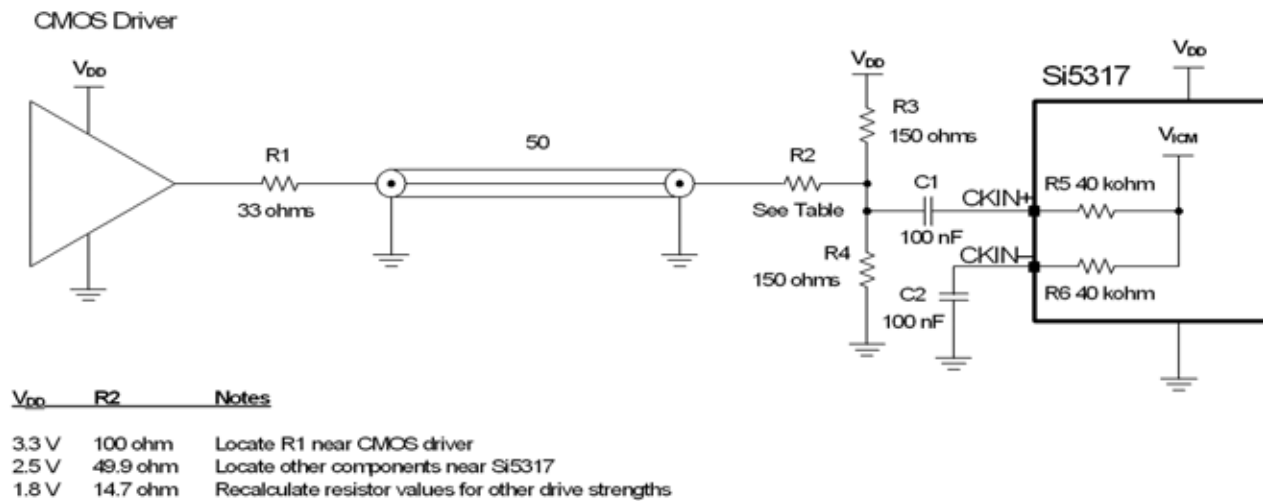 CMOS Driver
VDD
R1
33 ohms
50
R2
See Table
VDD
R3
150 ohms
R4
150 ohms
C1
100 nF
C2
100 nF
CKIN+
CKIN–
Si5317
VDD
VICM
R5 40 kohm
R6 40 kohm
VDD R2 Notes
3.3 V 100 ohm Locate R1 near CMOS driver
2.5 V 49.9 ohm Locate other components near Si5317
1.8 V 14.7 ohm Recalculate resistor values for other drive strengths